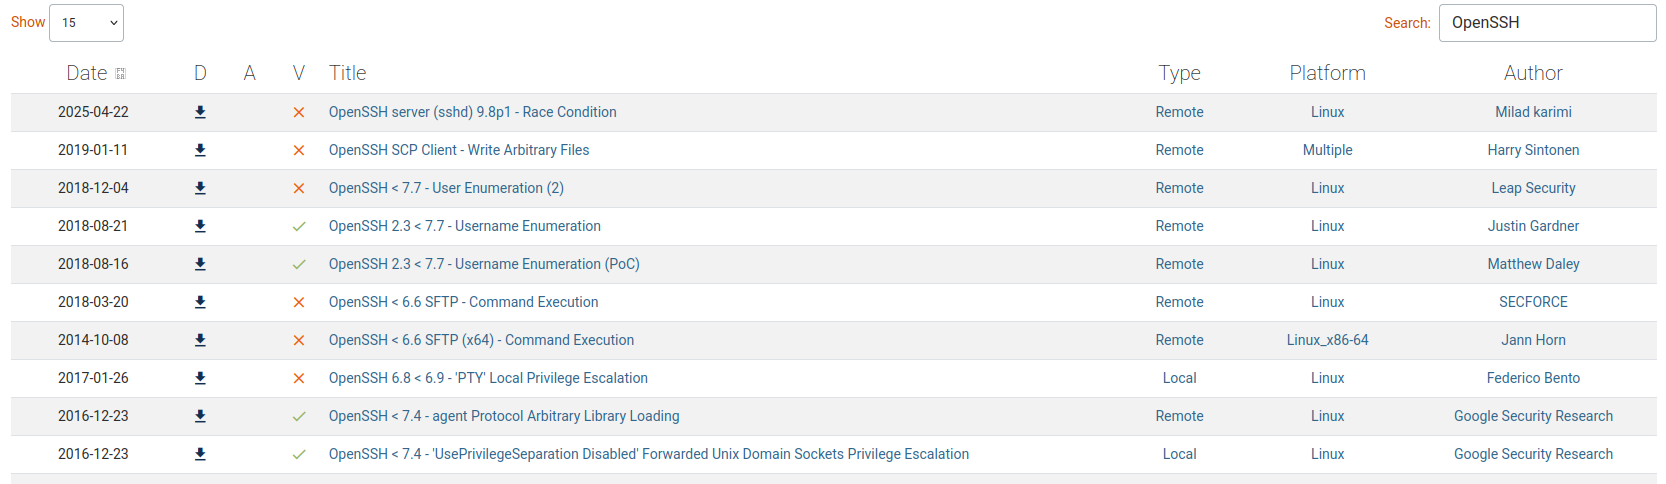 Show 15 Search: OpenSSH
Date D A V Title Type Platform Author
2025-04-22 OpenSSH server (sshd) 9.8p1 - Race Condition Remote Linux Milad karimi
2019-01-11 OpenSSH SCP Client - Write Arbitrary Files Remote Multiple Harry Sintonen
2018-12-04 OpenSSH < 7.7 - User Enumeration (2) Remote Linux Leap Security
2018-08-21 OpenSSH 2.3 < 7.7 - Username Enumeration Remote Linux Justin Gardner
2018-08-16 OpenSSH 2.3 < 7.7 - Username Enumeration (PoC) Remote Linux Matthew Daley
2018-03-20 OpenSSH < 6.6 SFTP - Command Execution Remote Linux SECFORCE
2014-10-08 OpenSSH < 6.6 SFTP (x64) - Command Execution Remote Linux_x86-64 Jann Horn
2017-01-26 OpenSSH 6.8 < 6.9 - 'PTY' Local Privilege Escalation Local Linux Federico Bento
2016-12-23 OpenSSH < 7.4 - agent Protocol Arbitrary Library Loading Remote Linux Google Security Research
2016-12-23 OpenSSH < 7.4 - 'UsePrivilegeSeparation Disabled' Forwarded Unix Domain Sockets Privilege Escalation Local Linux Google Security Research